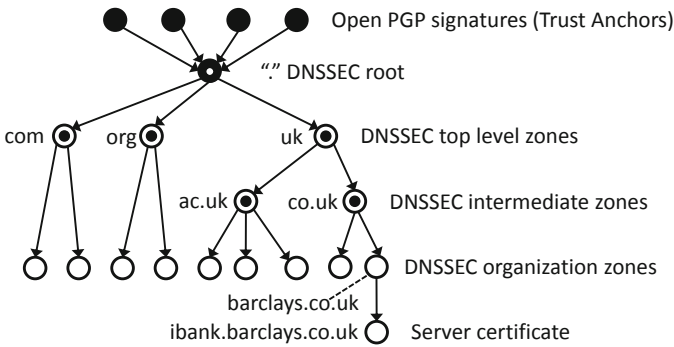 Open PGP signatures (Trust Anchors)
“.” DNSSEC root
com org uk DNSSEC top level zones
ac.uk co.uk DNSSEC intermediate zones
DNSSEC organization zones
barclays.co.uk
ibank.barclays.co.uk Server certificate